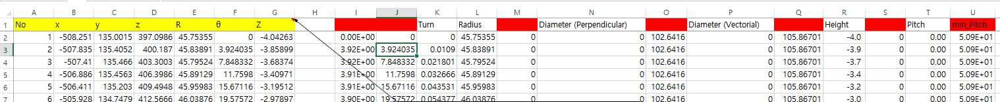 A B C D E F G H I J K L M N O P Q R S T U
1 No x y z R θ Z Turn Radius Diameter (Perpendicular) Diameter (Vectorial) Height Pitch min_Pitch
2 1 -508.251 135.0015 397.0986 45.75355 0 -4.04263 0.00E+00 0 0 45.75355 0 0 102.6416 0 105.86701 -4.0 0 0.00 5.09E+01
3 2 -507.835 135.4052 400.187 45.83891 3.924035 -3.85899 3.92E+00 3.924035 0.0109 45.83891 0 0 102.6416 0 105.86701 -3.9 0 0.00 5.09E+01
4 3 -507.41 135.466 403.3003 45.79524 7.848332 -3.68374 3.92E+00 7.848332 0.021801 45.79524 0 0 102.6416 0 105.86701 -3.7 0 0.00 5.09E+01
5 4 -506.886 135.4563 406.3986 45.89129 11.7598 -3.40971 3.91E+00 11.7598 0.032666 45.89129 0 0 102.6416 0 105.86701 -3.4 0 0.00 5.09E+01
6 5 -506.411 135.203 409.4948 45.95983 15.67116 -3.19512 3.91E+00 15.67116 0.043531 45.95983 0 0 102.6416 0 105.86701 -3.2 0 0.00 5.09E+01
7 6 -505.928 134.7479 412.5666 46.03876 19.57572 -2.97897 3.90E+00 19.57572 0.054377 46.03876 0 0 102.6416 0 105.86701 -3.0 0 0.00 5.09E+01